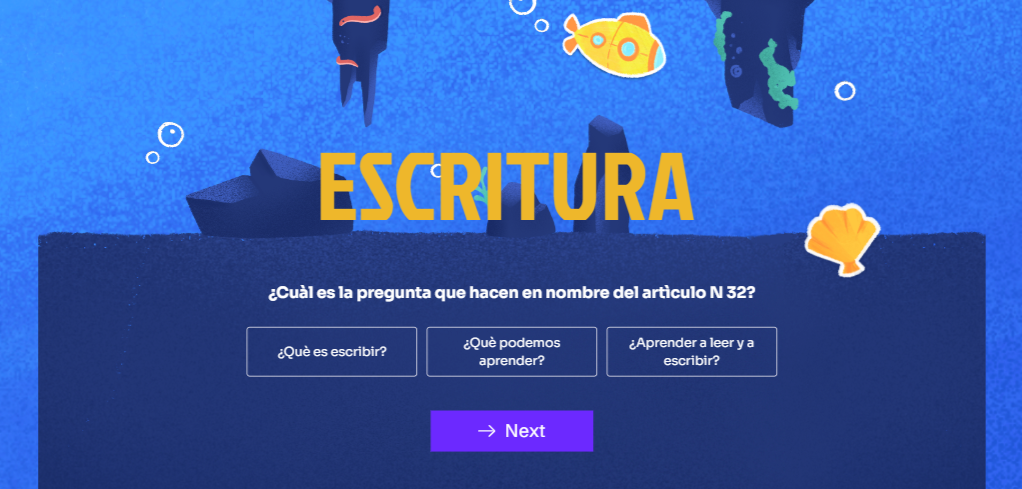 ESCRITURA
¿Cuàl es la pregunta que hacen en nombre del artìculo N 32?
¿Què es escribir?
¿Què podemos
aprender?
¿Aprender a leer y a
escribir?
→ Next